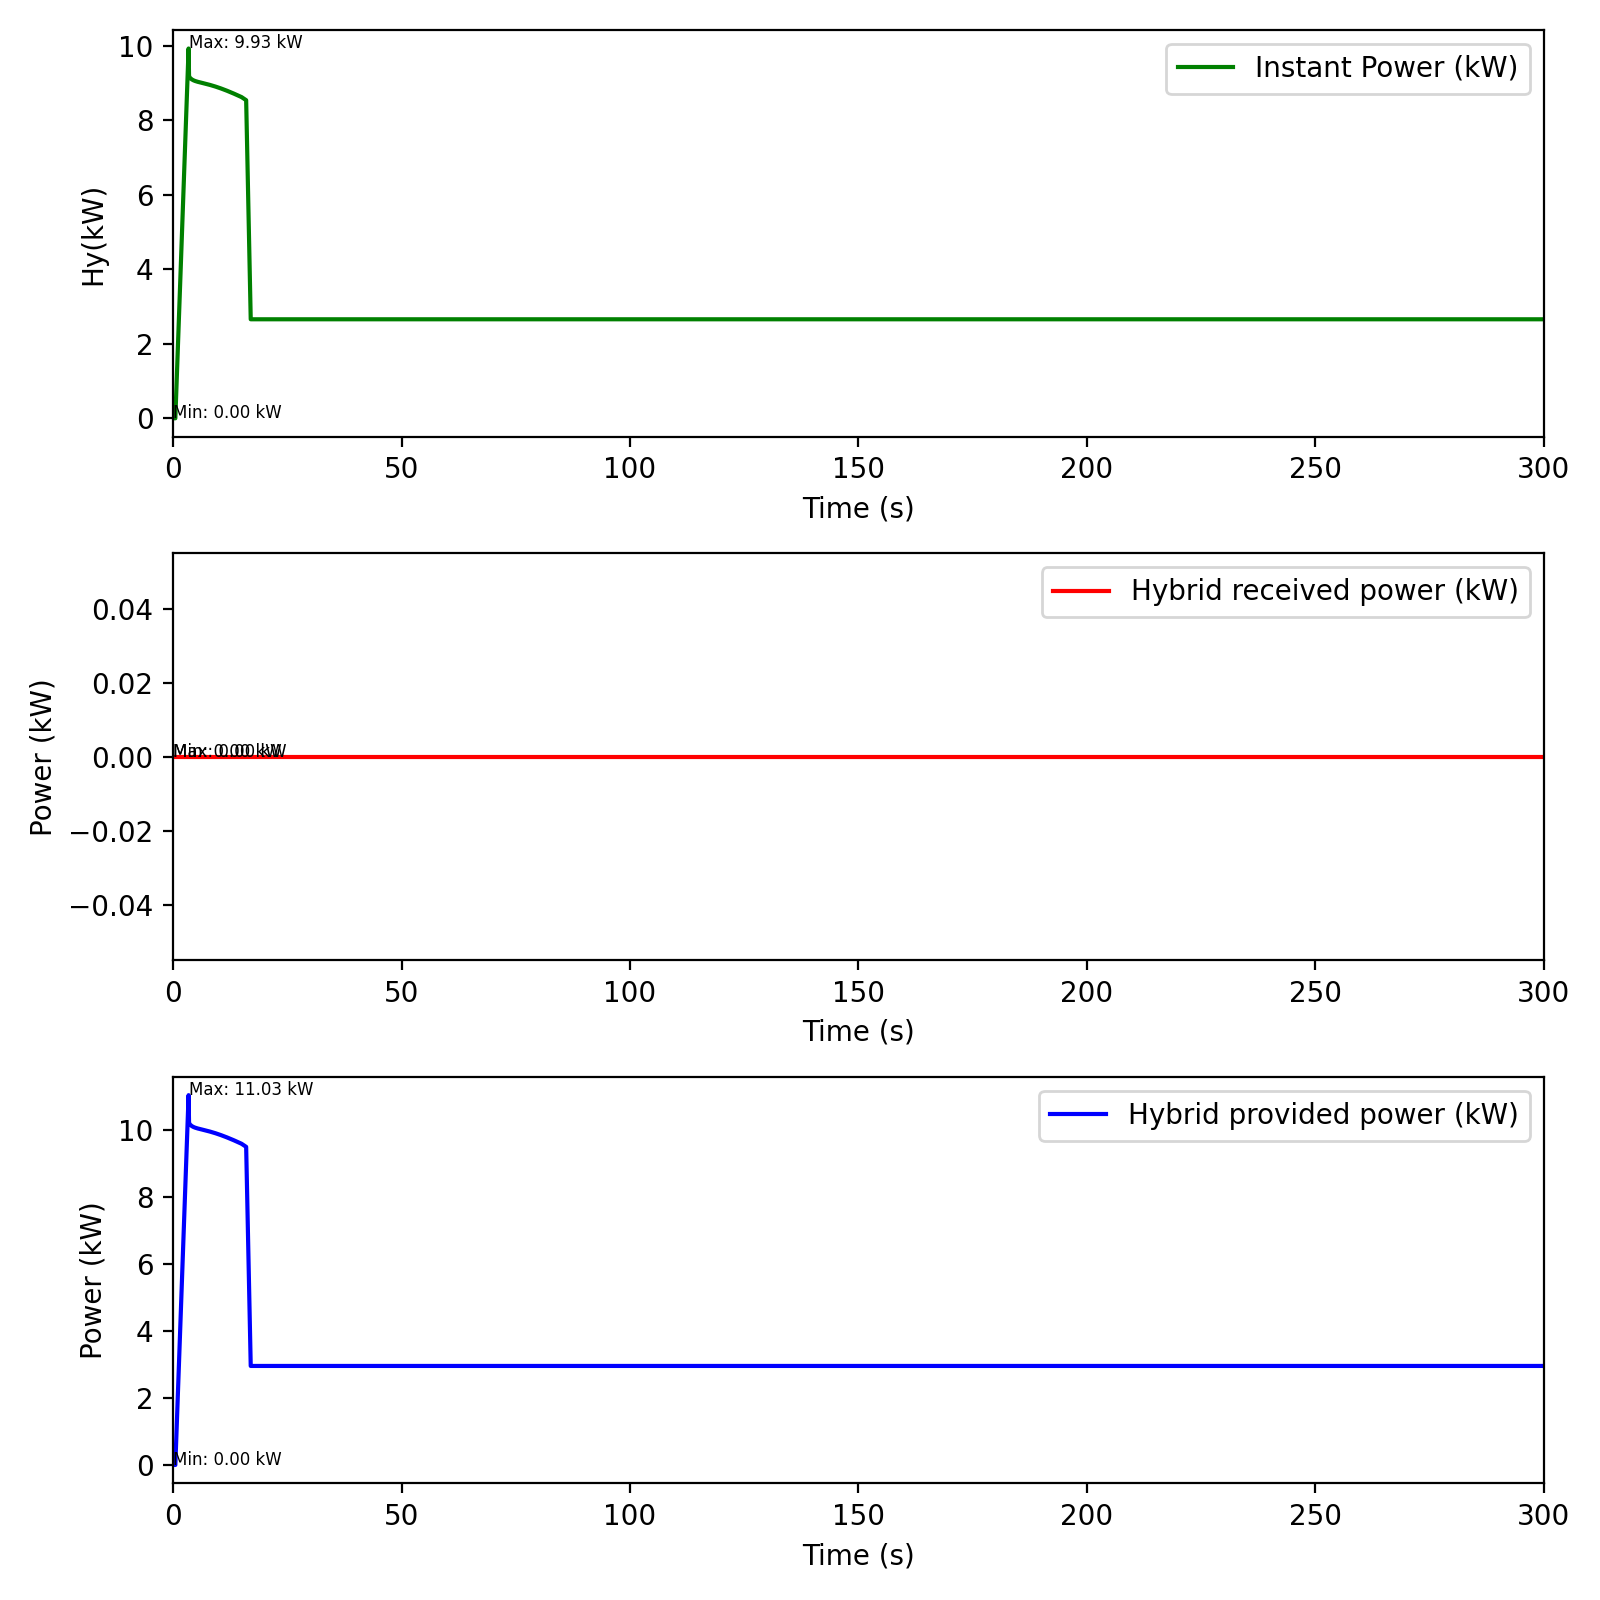 Max: 9.93 kW
Instant Power (kW)
10
8
6
4
2
0
Hy(kW)
Min: 0.00 kW
0 50 100 150 200 250 300
Time (s)
Hybrid received power (kW)
0.04
0.02
0.00
−0.02
−0.04
Power (kW)
0 50 100 150 200 250 300
Time (s)
Max: 11.03 kW
Hybrid provided power (kW)
10
8
6
4
2
0
Power (kW)
Min: 0.00 kW
0 50 100 150 200 250 300
Time (s)